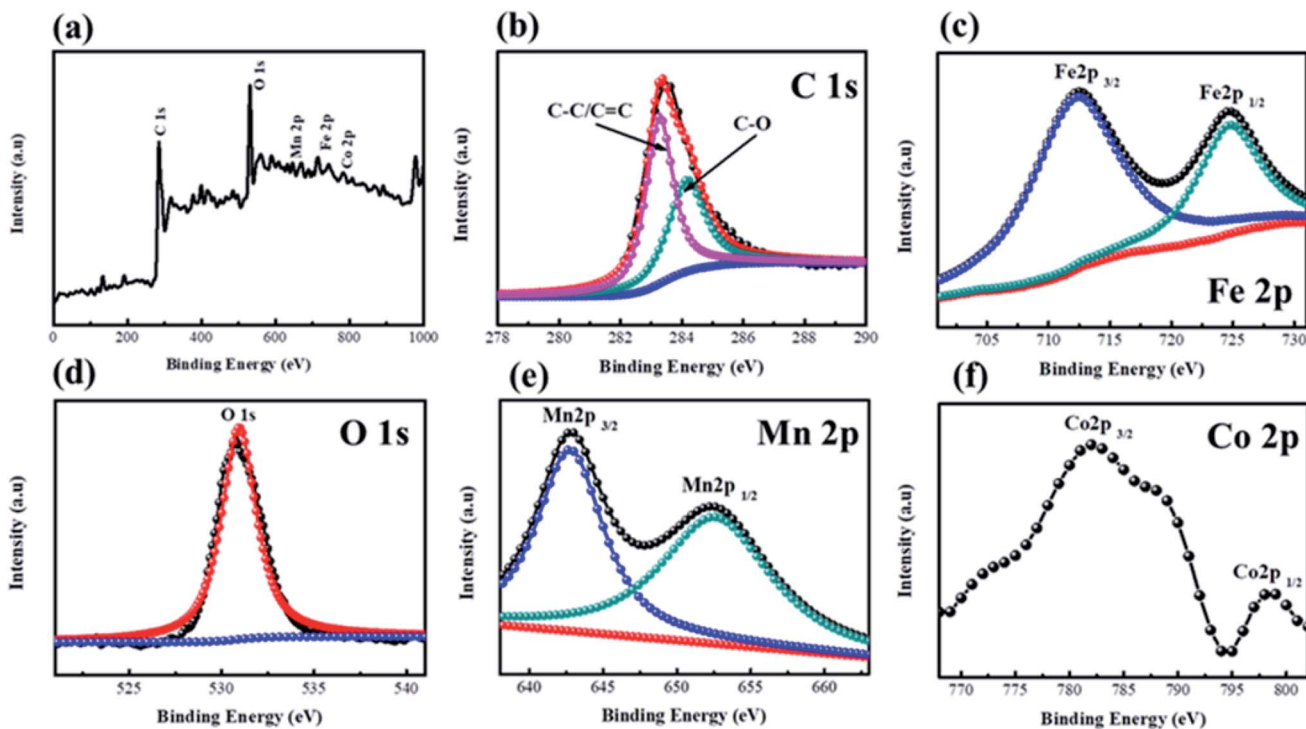 (a)
C 1s
O 1s
Mn 2p
Fe 2p
Co 2p
Intensity (a.u)
0 200 400 600 800 1000
Binding Energy (eV)
(b)
C 1s
C-C/C=C
C-O
Intensity (a.u)
278 280 282 284 286 288 290
Binding Energy (eV)
(c)
Fe2p 3/2
Fe2p 1/2
Fe 2p
Intensity (a.u)
705 710 715 720 725 730
Binding Energy (eV)
(d)
O 1s
O 1s
Intensity (a.u)
525 530 535 540
Binding Energy (eV)
(e)
Mn2p 3/2
Mn 2p
Mn2p 1/2
Intensity (a.u)
640 645 650 655 660
Binding Energy (eV)
(f)
Co2p 3/2
Co 2p
Co2p 1/2
Intensity (a.u)
770 775 780 785 790 795 800
Binding Energy (eV)